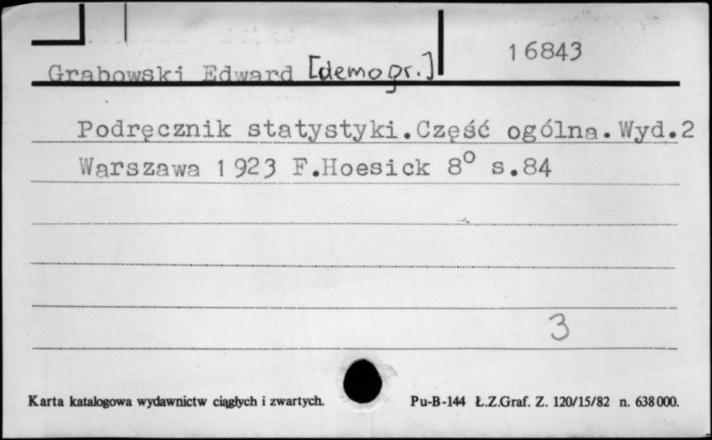 16843
Grabowski Edward [demogr.]
Podręcznik statystyki.Część ogólna.Wyd.2
Warszawa 1923 F.Hoesick 8° s.84
3
Karta katalogowa wydawnictw ciągłych i zwartych. Pu-B-144 Ł.Z.Graf. Z. 120/15/82 n. 638000.